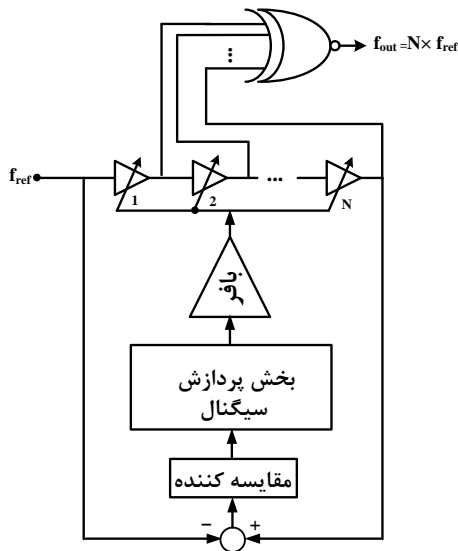 f_out =N× f_ref
...
f_ref
1
2
...
N
بافر
بخش پردازش
سیگنال
مقایسه کننده
− +